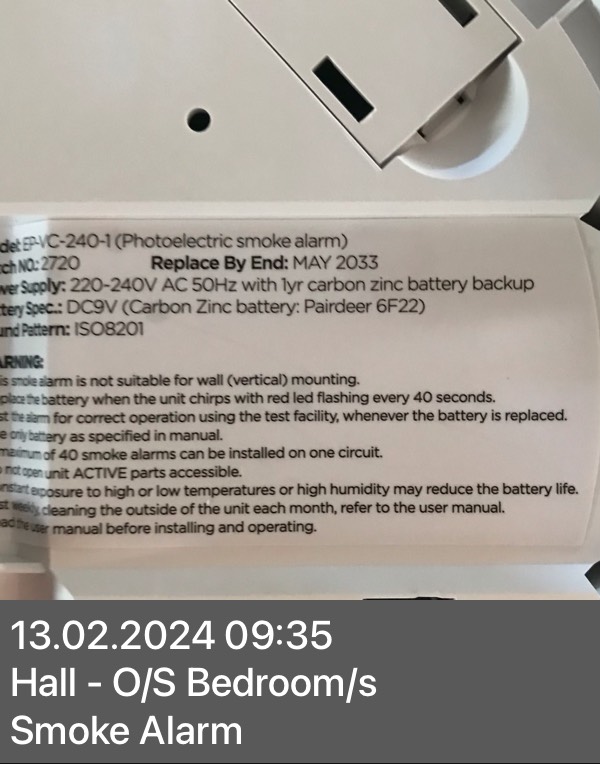 del: EP-VC-240-1 (Photoelectric smoke alarm)
ch NO.: 2720 Replace By End: MAY 2033
wer Supply: 220-240V AC 50Hz with 1yr carbon zinc battery backup
tery Spec.: DC9V (Carbon Zinc battery: Pairdeer 6F22)
und Pattern: ISO8201
ARNING:
is smoke alarm is not suitable for wall (vertical) mounting.
place the battery when the unit chirps with red led flashing every 40 seconds.
st the alarm for correct operation using the test facility, whenever the battery is replaced.
e only battery as specified in manual.
maximum of 40 smoke alarms can be installed on one circuit.
not open unit ACTIVE parts accessible.
nstant exposure to high or low temperatures or high humidity may reduce the battery life.
st weekly, cleaning the outside of the unit each month, refer to the user manual.
ad the user manual before installing and operating.
13.02.2024 09:35
Hall - O/S Bedroom/s
Smoke Alarm